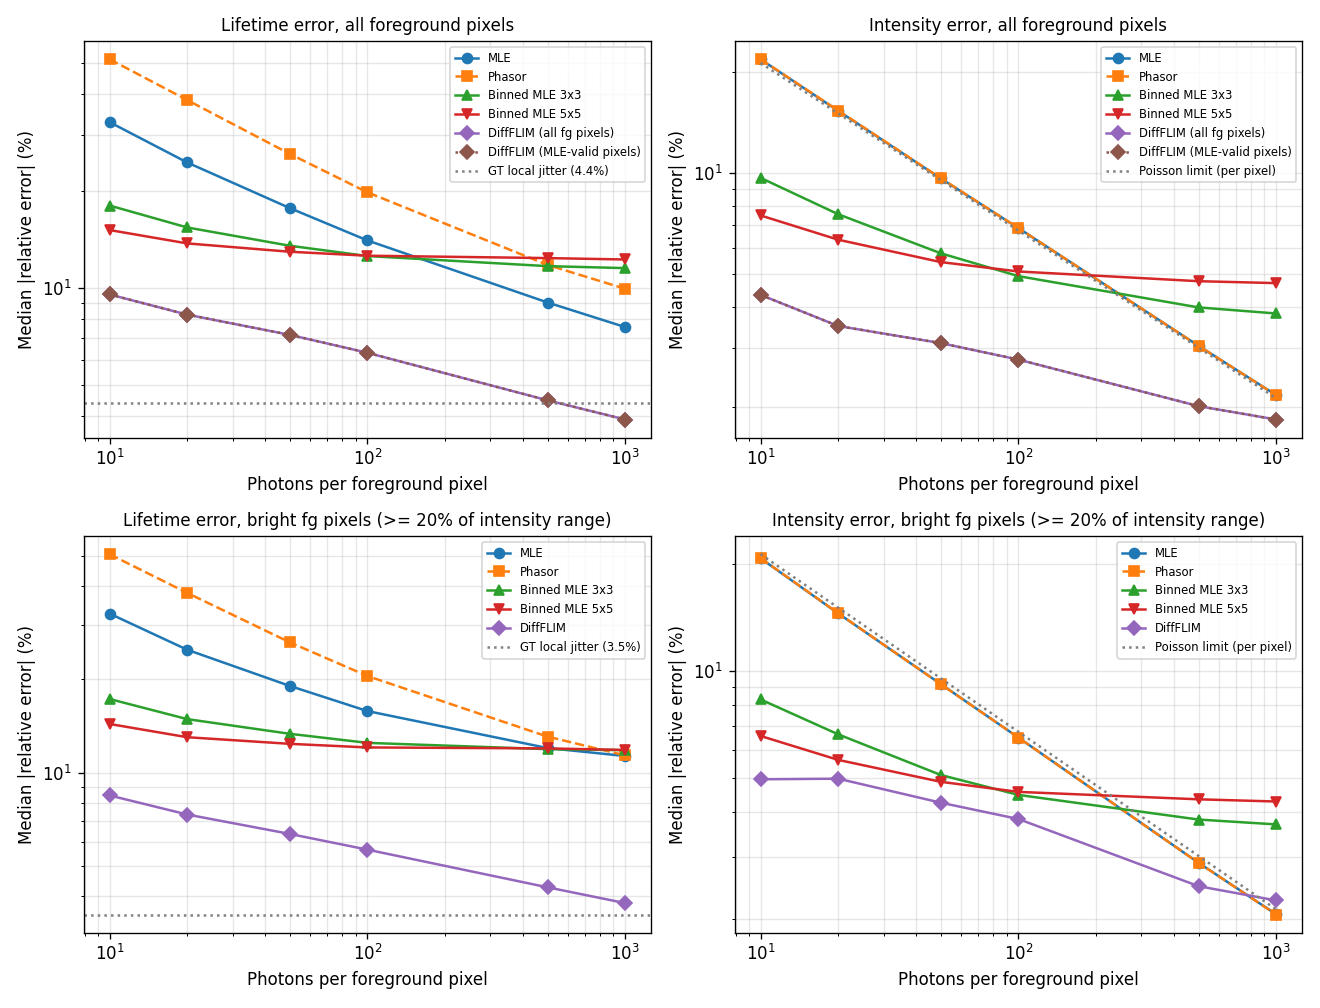 Lifetime error, all foreground pixels
Median |relative error| (%)
10¹
MLE
Phasor
Binned MLE 3x3
Binned MLE 5x5
DiffFLIM (all fg pixels)
DiffFLIM (MLE-valid pixels)
GT local jitter (4.4%)
10¹
10²
10³
Photons per foreground pixel
Intensity error, all foreground pixels
Median |relative error| (%)
10¹
MLE
Phasor
Binned MLE 3x3
Binned MLE 5x5
DiffFLIM (all fg pixels)
DiffFLIM (MLE-valid pixels)
Poisson limit (per pixel)
10¹
10²
10³
Photons per foreground pixel
Lifetime error, bright fg pixels (>= 20% of intensity range)
Median |relative error| (%)
10¹
MLE
Phasor
Binned MLE 3x3
Binned MLE 5x5
DiffFLIM
GT local jitter (3.5%)
10¹
10²
10³
Photons per foreground pixel
Intensity error, bright fg pixels (>= 20% of intensity range)
Median |relative error| (%)
10¹
MLE
Phasor
Binned MLE 3x3
Binned MLE 5x5
DiffFLIM
Poisson limit (per pixel)
10¹
10²
10³
Photons per foreground pixel